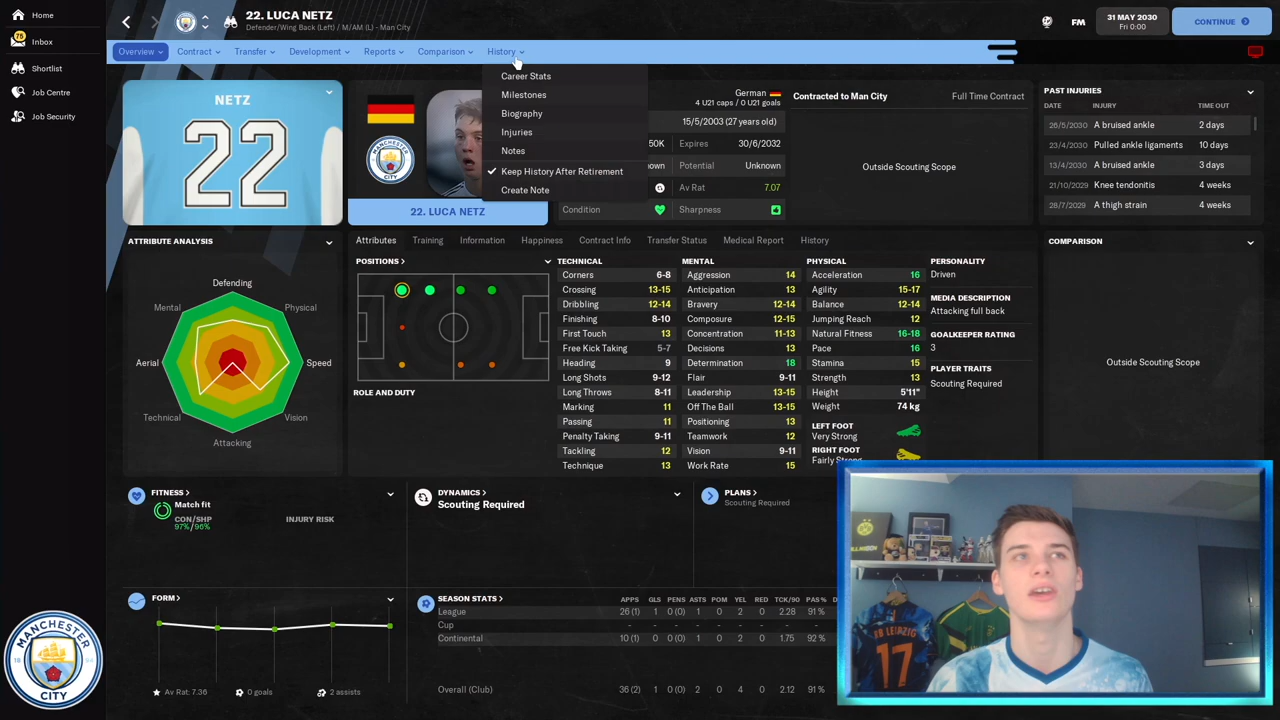 Home
75
Inbox
Shortlist
Job Centre
Job Security
22. LUCA NETZ
Defender/Wing Back (Left) / M/AM (L) - Man City
FM
31 MAY 2030
Fri 0:00
CONTINUE
Overview
Contract
Transfer
Development
Reports
Comparison
History
Career Stats
Milestones
Biography
Injuries
Notes
Keep History After Retirement
Create Note
NETZ
22
22. LUCA NETZ
German
4 U21 caps / 0 U21 goals
15/5/2003 (27 years old)
50K Expires 30/6/2032
Potential Unknown
Av Rat 7.07
Condition Sharpness
Contracted to Man City Full Time Contract
Outside Scouting Scope
PAST INJURIES
DATE INJURY TIME OUT
26/5/2030 A bruised ankle 2 days
23/4/2030 Pulled ankle ligaments 10 days
13/4/2030 A bruised ankle 3 days
21/10/2029 Knee tendonitis 4 weeks
28/7/2029 A thigh strain 4 weeks
ATTRIBUTE ANALYSIS
Defending
Mental Physical
Aerial Speed
Technical Vision
Attacking
Attributes Training Information Happiness Contract Info Transfer Status Medical Report History
POSITIONS >
ROLE AND DUTY
TECHNICAL
Corners 6-8
Crossing 13-15
Dribbling 12-14
Finishing 8-10
First Touch 13
Free Kick Taking 5-7
Heading 9
Long Shots 9-12
Long Throws 8-11
Marking 11
Passing 11
Penalty Taking 9-11
Tackling 12
Technique 13
MENTAL
Aggression 14
Anticipation 13
Bravery 12-14
Composure 12-15
Concentration 11-13
Decisions 13
Determination 18
Flair 9-11
Leadership 13-15
Off The Ball 13-15
Positioning 13
Teamwork 12
Vision 9-11
Work Rate 15
PHYSICAL
Acceleration 16
Agility 15-17
Balance 12-14
Jumping Reach 12
Natural Fitness 16-18
Pace 16
Stamina 15
Strength 13
Height 5'11"
Weight 74 kg
LEFT FOOT
Very Strong
RIGHT FOOT
Fairly Strong
PERSONALITY
Driven
MEDIA DESCRIPTION
Attacking full back
GOALKEEPER RATING
3
PLAYER TRAITS
Scouting Required
COMPARISON
Outside Scouting Scope
FITNESS >
Match fit
CON/SHP
97%/96%
INJURY RISK
DYNAMICS >
Scouting Required
PLANS >
Scouting Required
FORM >
Av Rat: 7.36 0 goals 2 assists
SEASON STATS > APPS GLS PENS ASTS POM YEL RED TCK/90 PAS%
League 26 (1) 1 0 (0) 1 0 2 0 2.28 91 %
Cup - - - - - - - - -
Continental 10 (1) 0 0 (0) 1 0 2 0 1.75 92 %
Overall (Club) 36 (2) 1 0 (0) 2 0 4 0 2.12 91 %
MANCHESTER
18 94
CITY
RB LEIPZIG
17